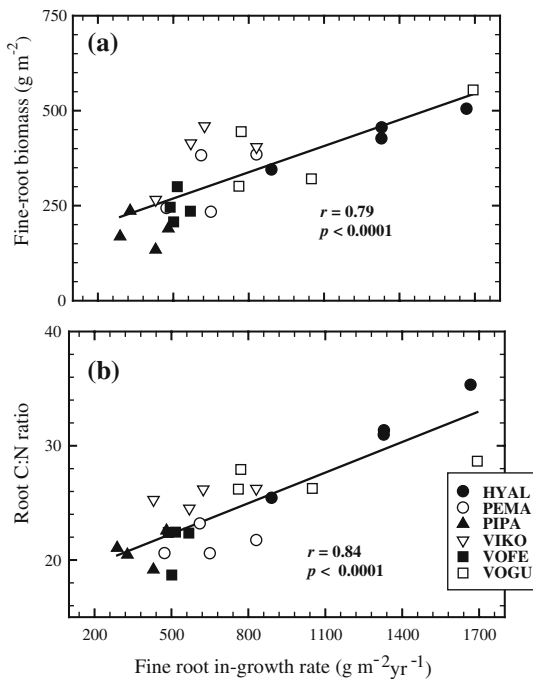 750
(a)
500
250
0
Fine-root biomass (g m⁻²)
r = 0.79
p < 0.0001
40
(b)
30
20
10
Root C:N ratio
r = 0.84
p < 0.0001
HYAL
PEMA
PIPA
VIKO
VOFE
VOGU
200 500 800 1100 1400 1700
Fine root in-growth rate (g m⁻²yr⁻¹)